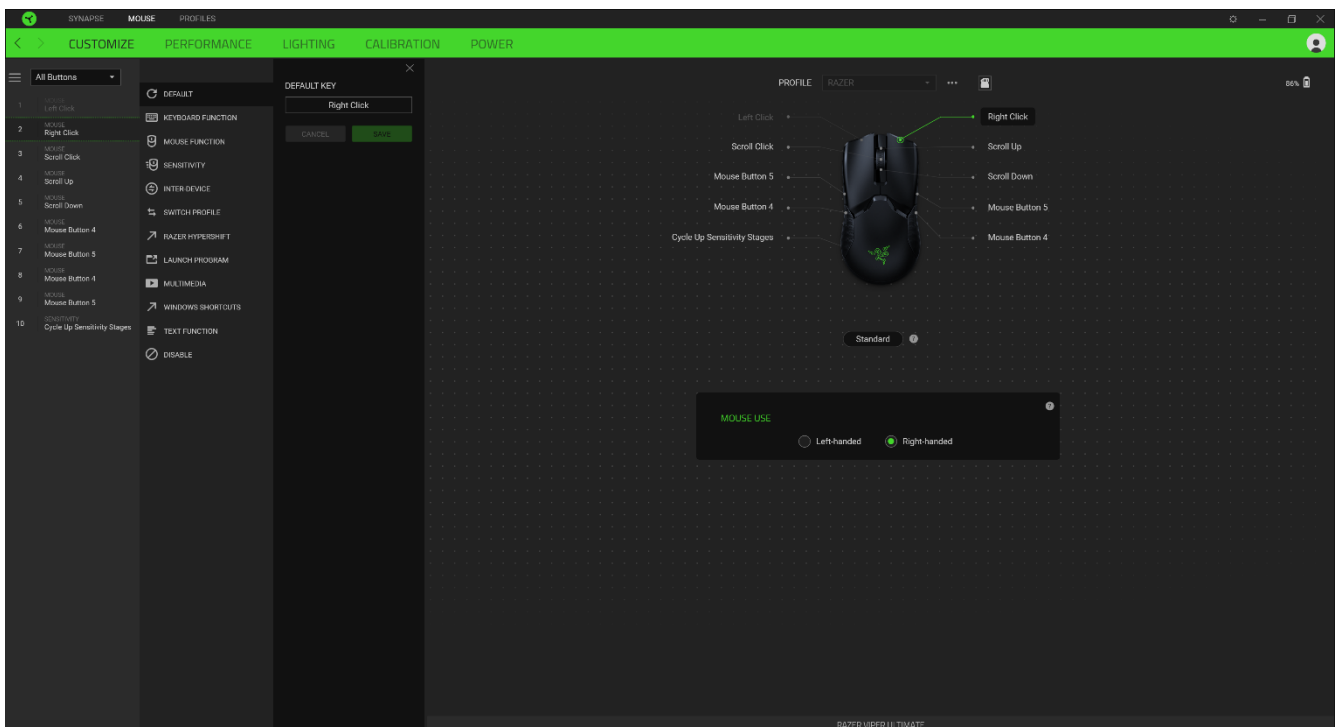 SYNAPSE MOUSE PROFILES
CUSTOMIZE PERFORMANCE LIGHTING CALIBRATION POWER
All Buttons
1 MOUSE
Left Click
2 MOUSE
Right Click
3 MOUSE
Scroll Click
4 MOUSE
Scroll Up
5 MOUSE
Scroll Down
6 MOUSE
Mouse Button 4
7 MOUSE
Mouse Button 5
8 MOUSE
Mouse Button 4
9 MOUSE
Mouse Button 5
10 SENSITIVITY
Cycle Up Sensitivity Stages
DEFAULT
KEYBOARD FUNCTION
MOUSE FUNCTION
SENSITIVITY
INTER-DEVICE
SWITCH PROFILE
RAZER HYPERSHIFT
LAUNCH PROGRAM
MULTIMEDIA
WINDOWS SHORTCUTS
TEXT FUNCTION
DISABLE
DEFAULT KEY
Right Click
CANCEL SAVE
PROFILE RAZER
86%
Left Click
Scroll Click
Mouse Button 5
Mouse Button 4
Cycle Up Sensitivity Stages
Right Click
Scroll Up
Scroll Down
Mouse Button 5
Mouse Button 4
Standard ?
MOUSE USE ?
Left-handed Right-handed
RAZER VIPER ULTIMATE